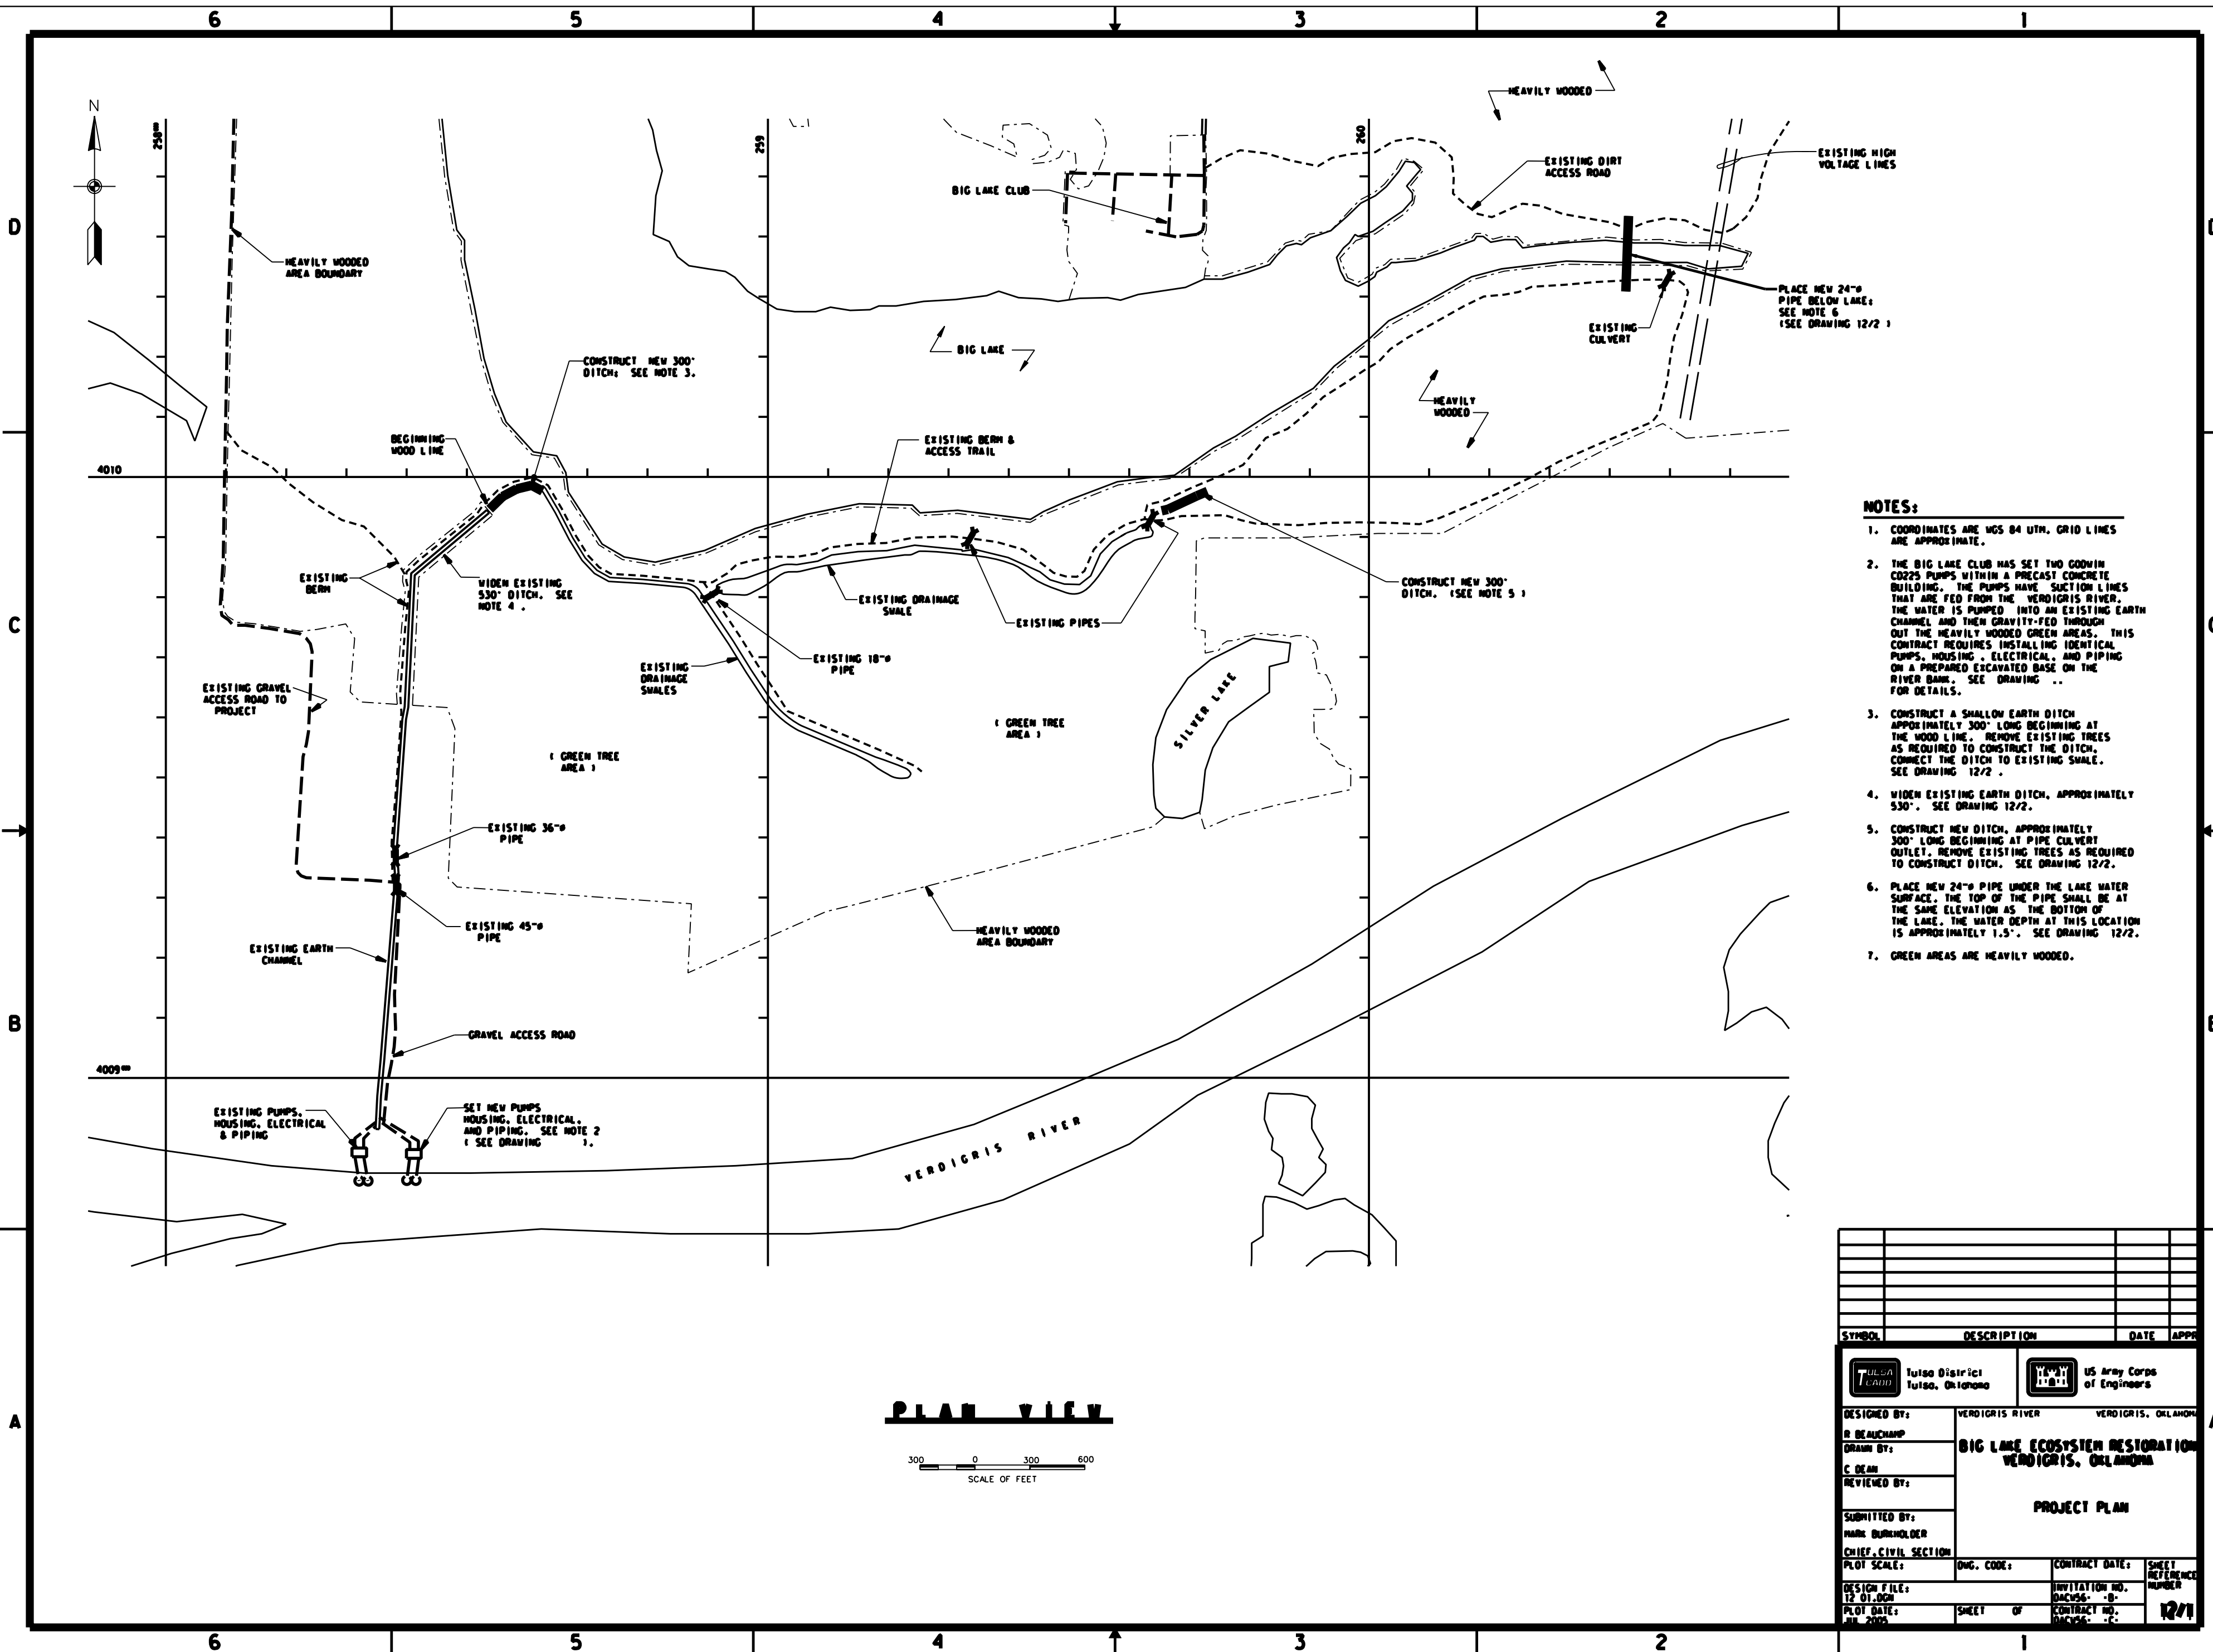 6 5 4 3 2 1
D
C
B
A
N
258⁰⁰⁰
259
260
HEAVILY WOODED
EXISTING DIRT
ACCESS ROAD
EXISTING HIGH
VOLTAGE LINES
BIG LAKE CLUB
HEAVILY WOODED
AREA BOUNDARY
PLACE NEW 24"ø
PIPE BELOW LAKE;
SEE NOTE 6
(SEE DRAWING 12/2 )
EXISTING
CULVERT
BIG LAKE
CONSTRUCT NEW 300'
DITCH; SEE NOTE 3.
HEAVILY
WOODED
BEGINNING
WOOD LINE
EXISTING BERM &
ACCESS TRAIL
4010
EXISTING
BERM
WIDEN EXISTING
530' DITCH. SEE
NOTE 4 .
CONSTRUCT NEW 300'
DITCH. (SEE NOTE 5 )
EXISTING DRAINAGE
SWALE
EXISTING PIPES
EXISTING 18"ø
PIPE
EXISTING
DRAINAGE
SWALES
EXISTING GRAVEL
ACCESS ROAD TO
PROJECT
SILVER LAKE
( GREEN TREE
AREA )
( GREEN TREE
AREA )
EXISTING 36"ø
PIPE
EXISTING 45"ø
PIPE
HEAVILY WOODED
AREA BOUNDARY
EXISTING EARTH
CHANNEL
GRAVEL ACCESS ROAD
4009⁰⁰⁰
EXISTING PUMPS,
HOUSING, ELECTRICAL
& PIPING
SET NEW PUMPS
HOUSING, ELECTRICAL,
AND PIPING. SEE NOTE 2
( SEE DRAWING ).
VERDIGRIS RIVER
NOTES:
1. COORDINATES ARE WGS 84 UTM. GRID LINES
ARE APPROXIMATE.
2. THE BIG LAKE CLUB HAS SET TWO GODWIN
CD225 PUMPS WITHIN A PRECAST CONCRETE
BUILDING. THE PUMPS HAVE SUCTION LINES
THAT ARE FED FROM THE VERDIGRIS RIVER.
THE WATER IS PUMPED INTO AN EXISTING EARTH
CHANNEL AND THEN GRAVITY-FED THROUGH
OUT THE HEAVILY WOODED GREEN AREAS. THIS
CONTRACT REQUIRES INSTALLING IDENTICAL
PUMPS, HOUSING , ELECTRICAL, AND PIPING
ON A PREPARED EXCAVATED BASE ON THE
RIVER BANK. SEE DRAWING ..
FOR DETAILS.
3. CONSTRUCT A SHALLOW EARTH DITCH
APPOXIMATELY 300' LONG BEGINNING AT
THE WOOD LINE. REMOVE EXISTING TREES
AS REQUIRED TO CONSTRUCT THE DITCH.
CONNECT THE DITCH TO EXISTING SWALE.
SEE DRAWING 12/2 .
4. WIDEN EXISTING EARTH DITCH, APPROXIMATELY
530'. SEE DRAWING 12/2.
5. CONSTRUCT NEW DITCH, APPROXIMATELY
300' LONG BEGINNING AT PIPE CULVERT
OUTLET. REMOVE EXISTING TREES AS REQUIRED
TO CONSTRUCT DITCH. SEE DRAWING 12/2.
6. PLACE NEW 24"ø PIPE UNDER THE LAKE WATER
SURFACE. THE TOP OF THE PIPE SHALL BE AT
THE SAME ELEVATION AS THE BOTTOM OF
THE LAKE. THE WATER DEPTH AT THIS LOCATION
IS APPROXIMATELY 1.5'. SEE DRAWING 12/2.
7. GREEN AREAS ARE HEAVILY WOODED.
PLAN VIEW
300 0 300 600
SCALE OF FEET
SYMBOL DESCRIPTION DATE APPR
TULSA CADD
Tulsa District
Tulsa, Oklahoma
US Army Corps
of Engineers
DESIGNED BY:
R BEAUCHAMP
DRAWN BY:
C DEAN
REVIEWED BY:
SUBMITTED BY:
MARK BURKHOLDER
CHIEF,CIVIL SECTION
VERDIGRIS RIVER VERDIGRIS, OKLAHOMA
BIG LAKE ECOSYSTEM RESTORATION
VERDIGRIS, OKLAHOMA
PROJECT PLAN
PLOT SCALE: DWG. CODE: CONTRACT DATE: SHEET
REFERENCE
NUMBER
DESIGN FILE:
12 01.DGN
INVITATION NO.
DACW56- -B-
PLOT DATE:
JUL 2005
SHEET OF
CONTRACT NO.
DACW56- -C-
12/1
6 5 4 3 2 1